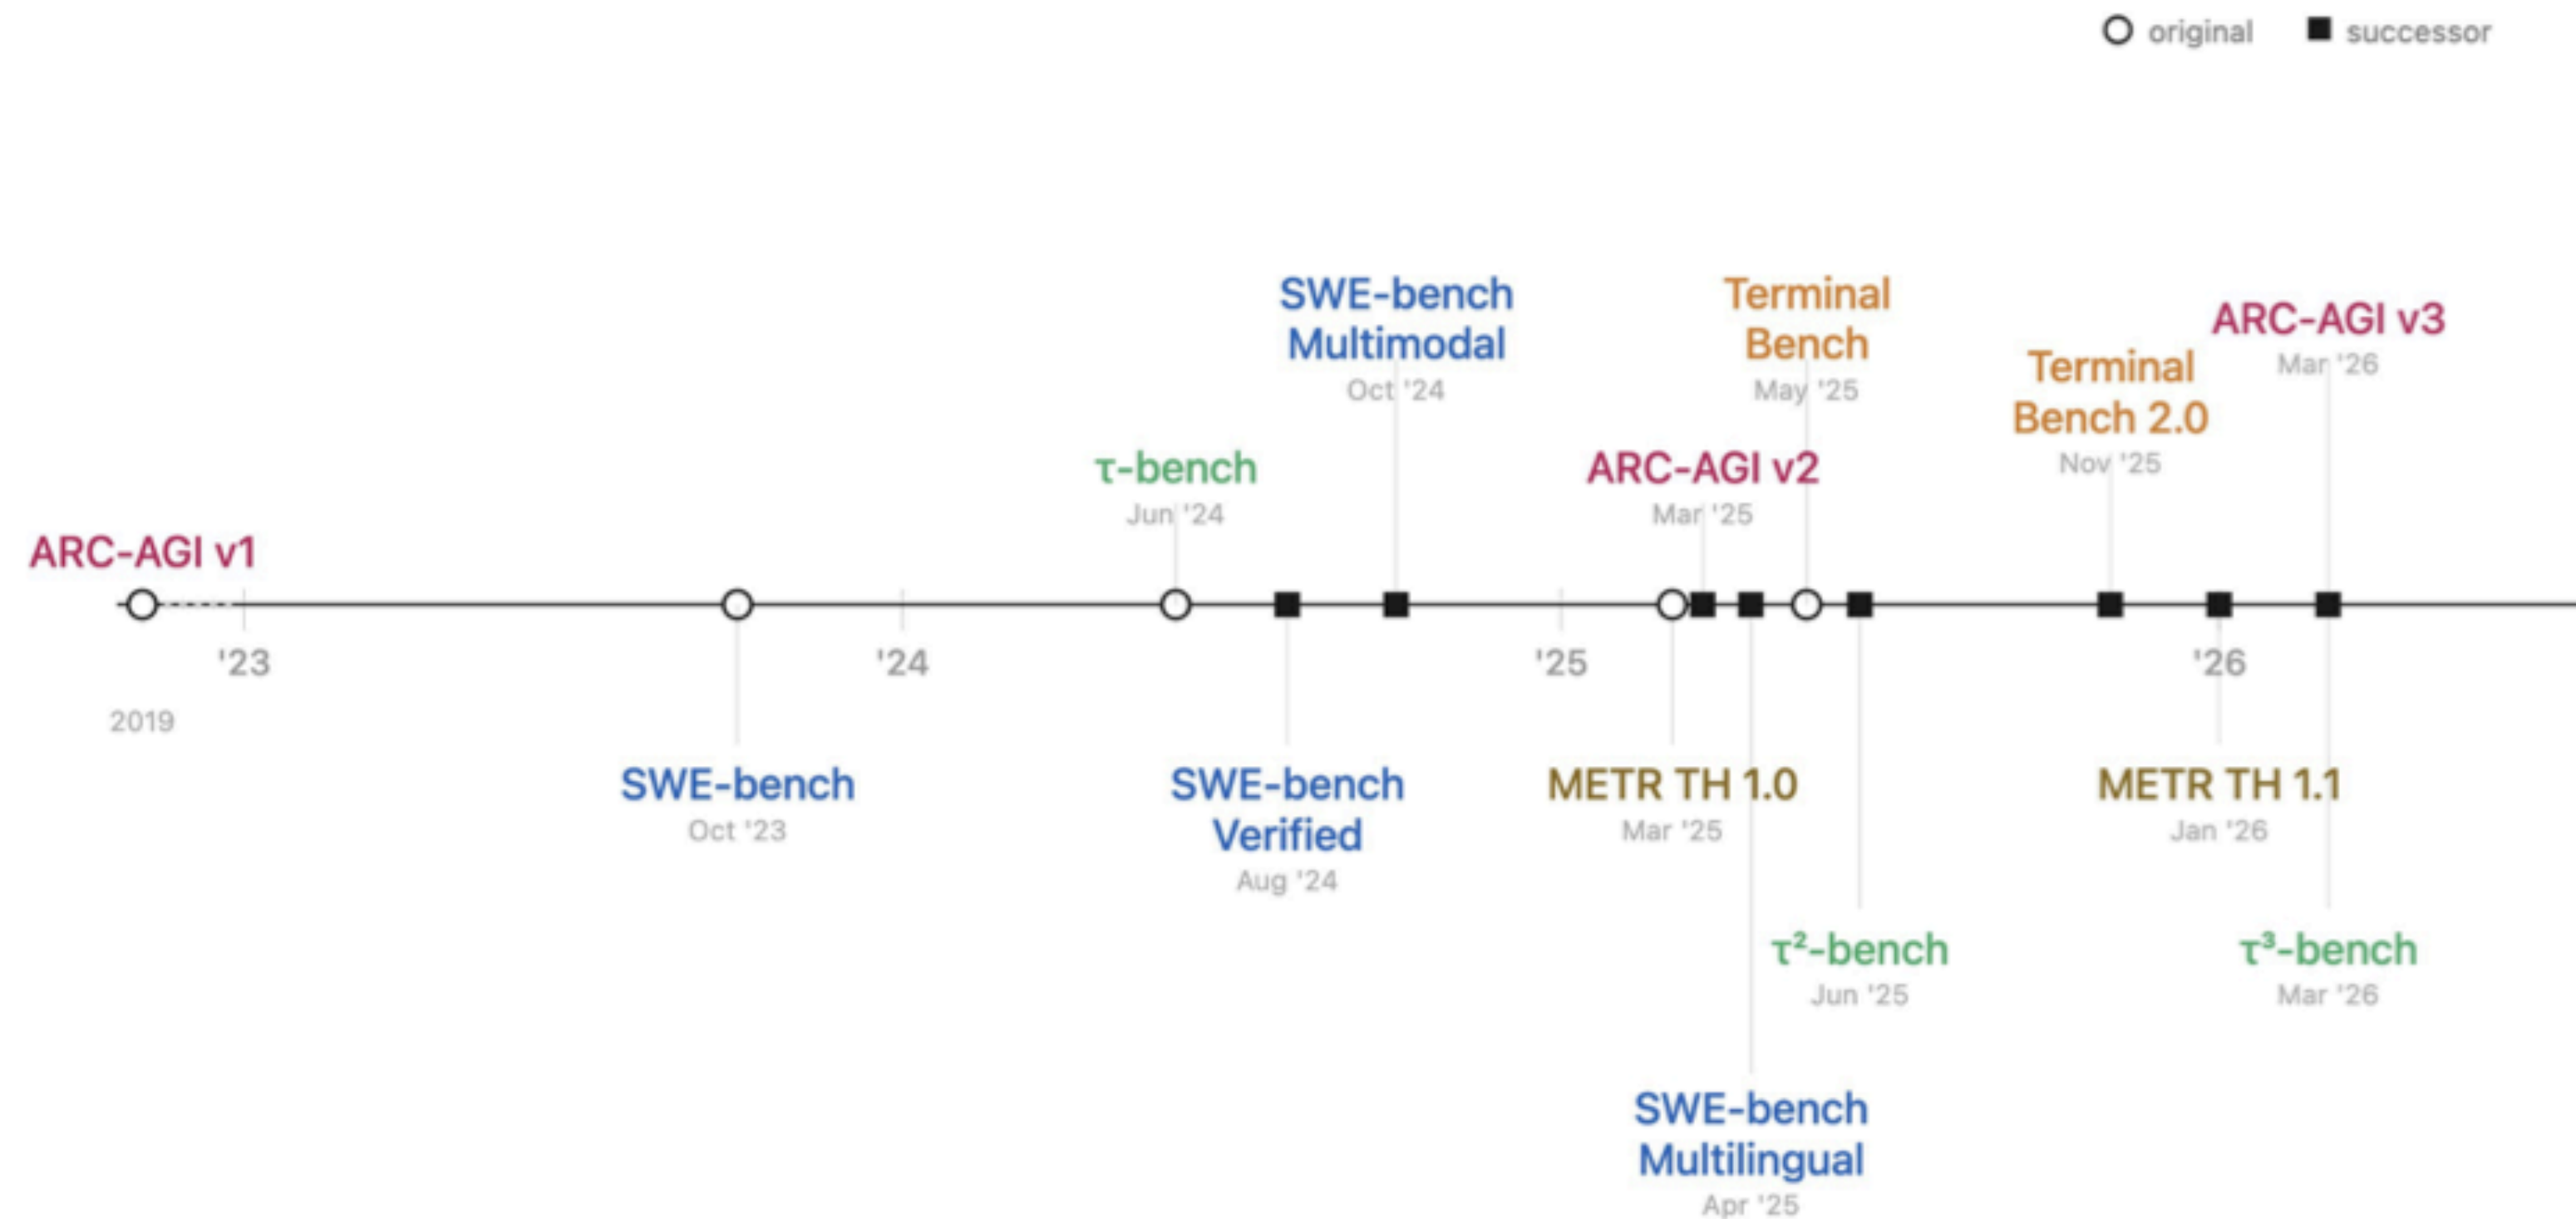 original
successor
SWE-bench
Multimodal
Oct '24
Terminal
Bench
May '25
ARC-AGI v3
Mar '26
Terminal
Bench 2.0
Nov '25
τ-bench
Jun '24
ARC-AGI v2
Mar '25
ARC-AGI v1
'23
'24
'25
'26
2019
SWE-bench
Oct '23
SWE-bench
Verified
Aug '24
METR TH 1.0
Mar '25
METR TH 1.1
Jan '26
τ²-bench
Jun '25
τ³-bench
Mar '26
SWE-bench
Multilingual
Apr '25